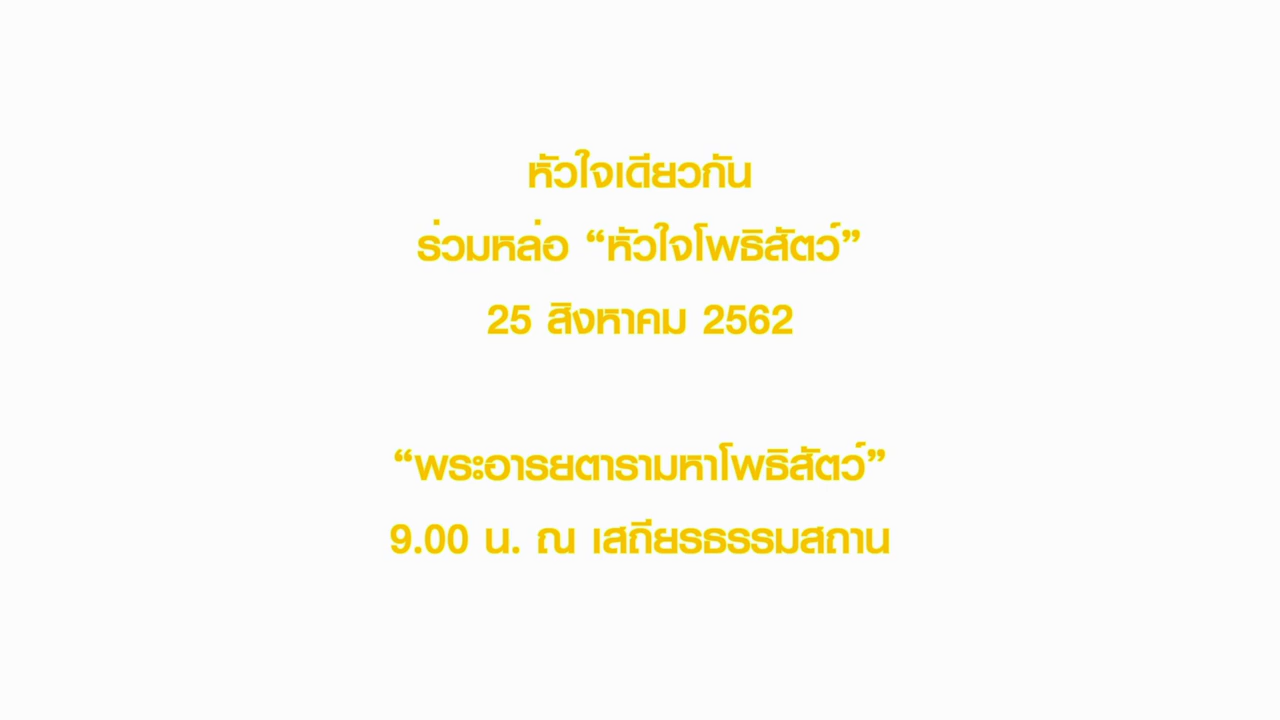 หัวใจเดียวกัน
ร่วมหล่อ “หัวใจโพธิสัตว์”
25 สิงหาคม 2562
“พระอารยตารามหาโพธิสัตว์”
9.00 น. ณ เสถียรธรรมสถาน